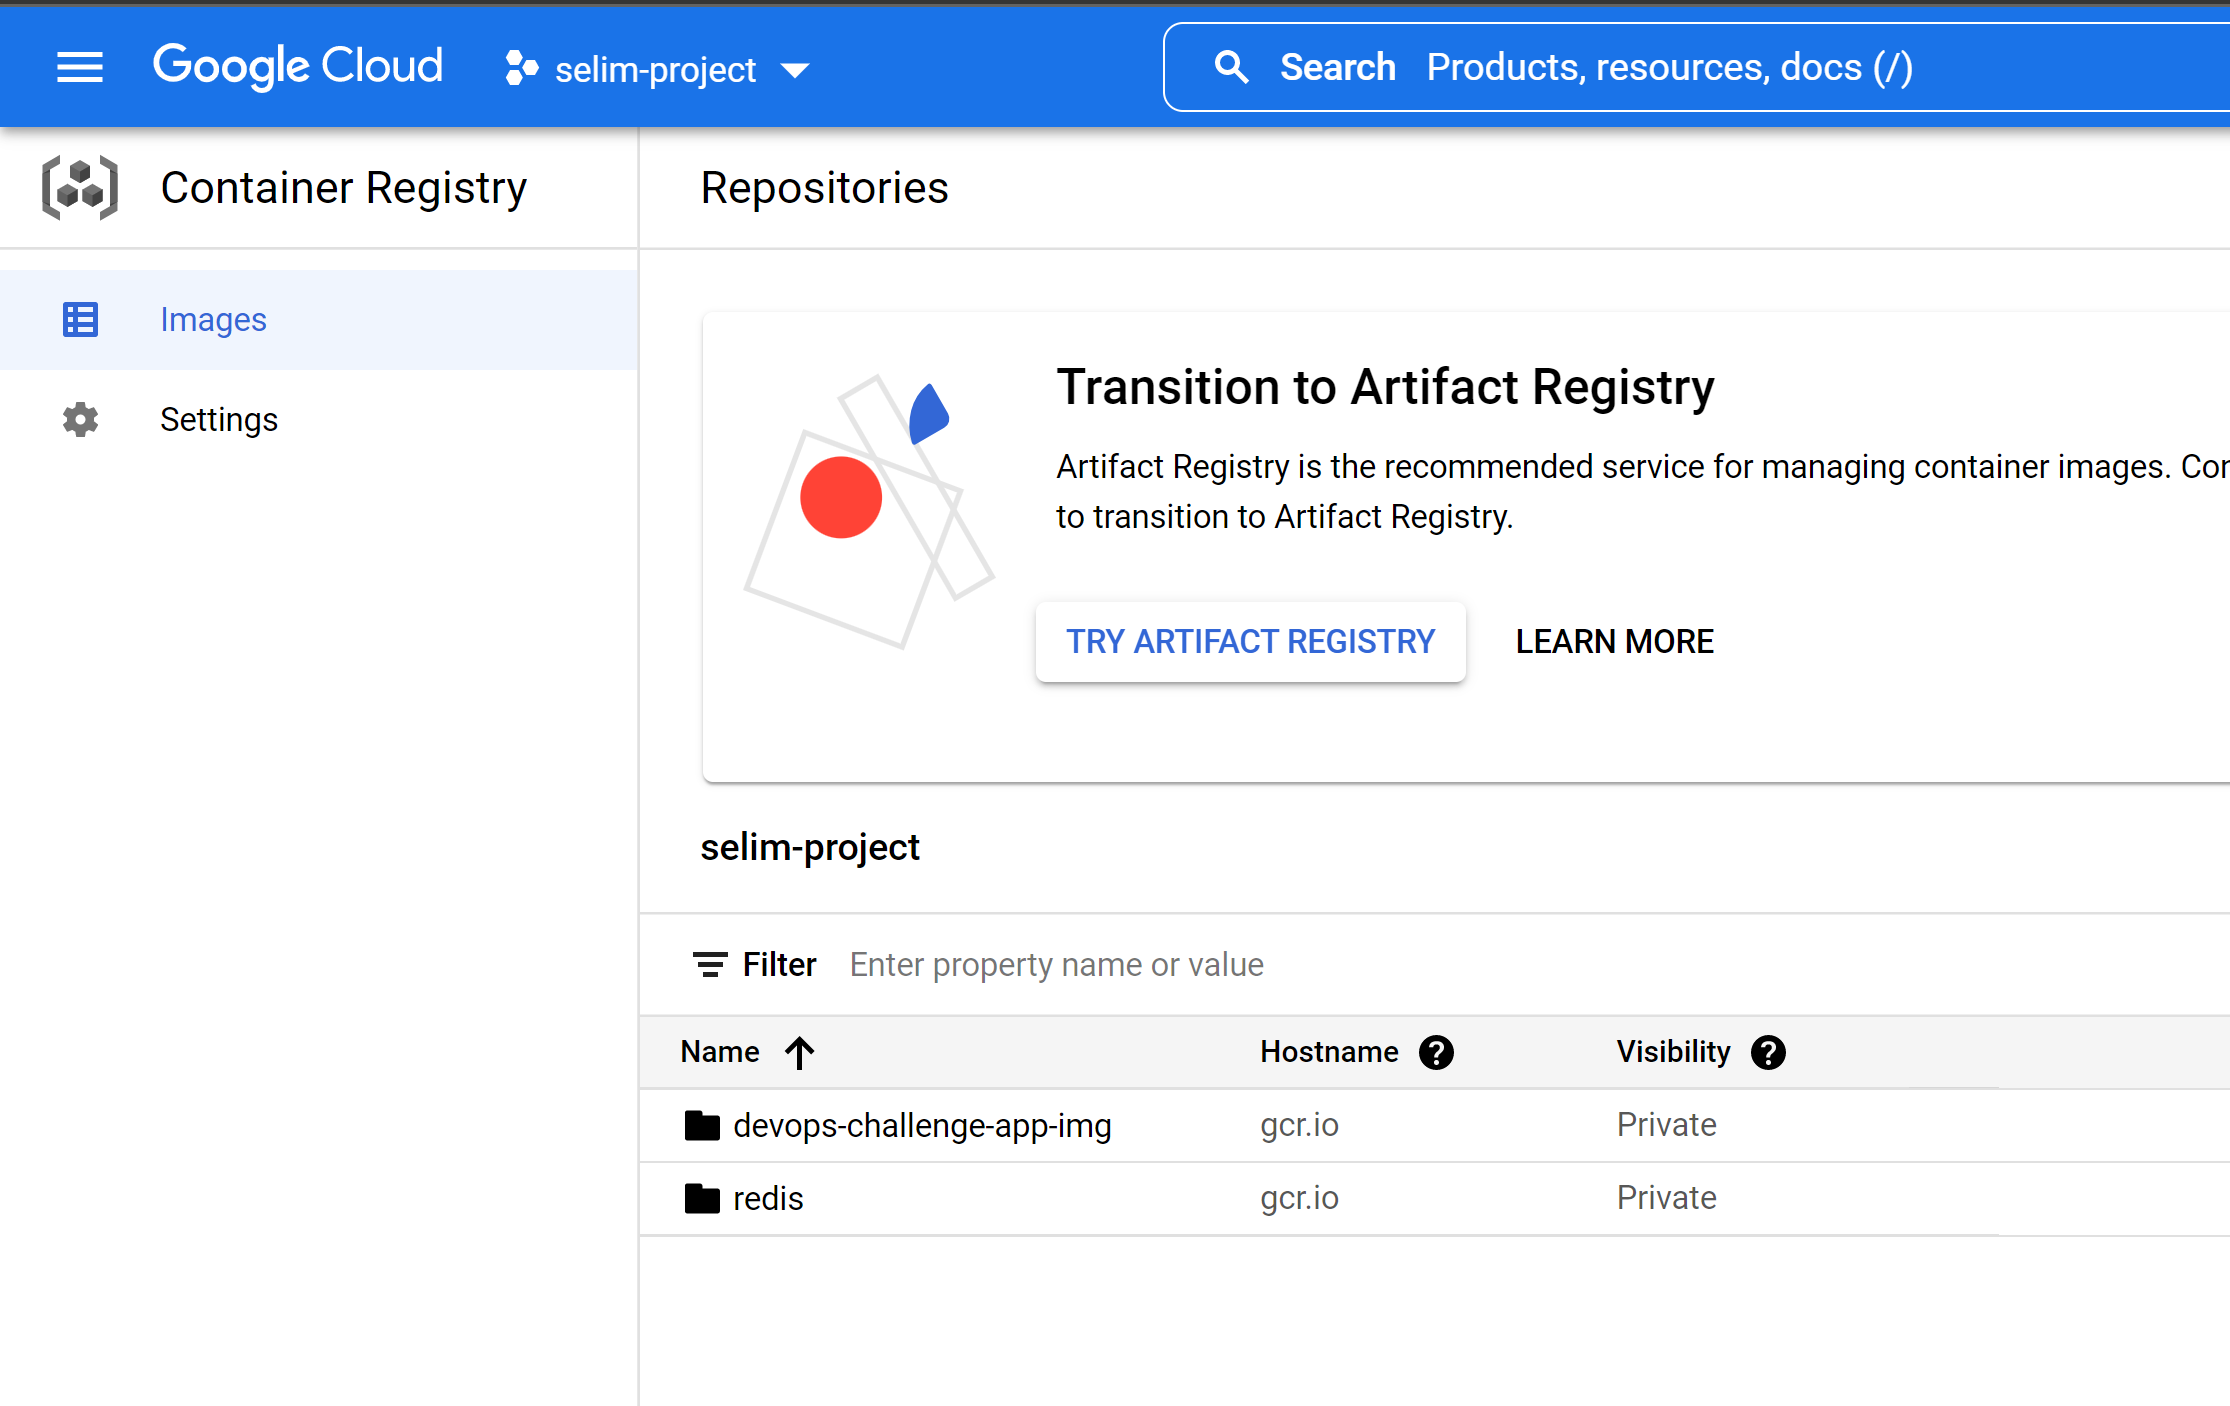 Google Cloud
selim-project
Search Products, resources, docs (/)
Container Registry
Repositories
Images
Settings
Transition to Artifact Registry
Artifact Registry is the recommended service for managing container images.
to transition to Artifact Registry.
TRY ARTIFACT REGISTRY
LEARN MORE
selim-project
Filter Enter property name or value
Name Hostname Visibility
devops-challenge-app-img gcr.io Private
redis gcr.io Private